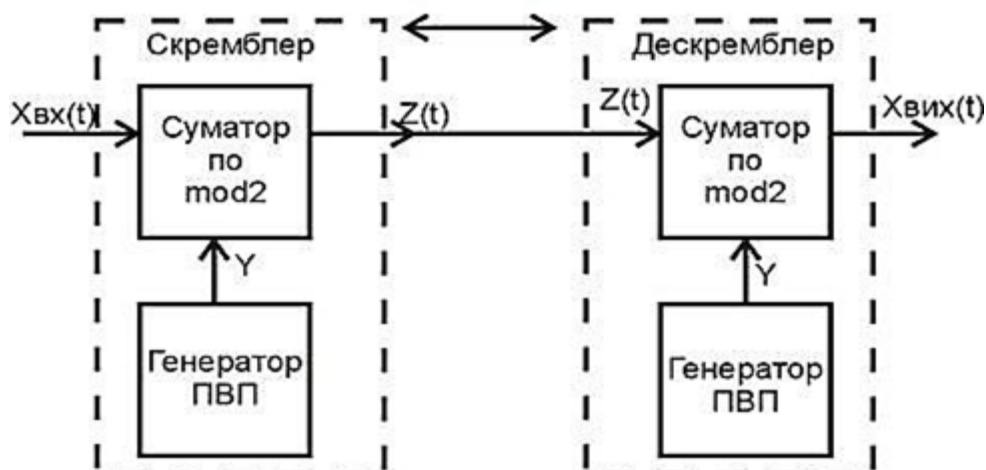 Скремблер
Дескремблер
Xвх(t)
Суматор
по
mod2
Z(t)
Z(t)
Суматор
по
mod2
Xвих(t)
Y
Y
Генератор
ПВП
Генератор
ПВП